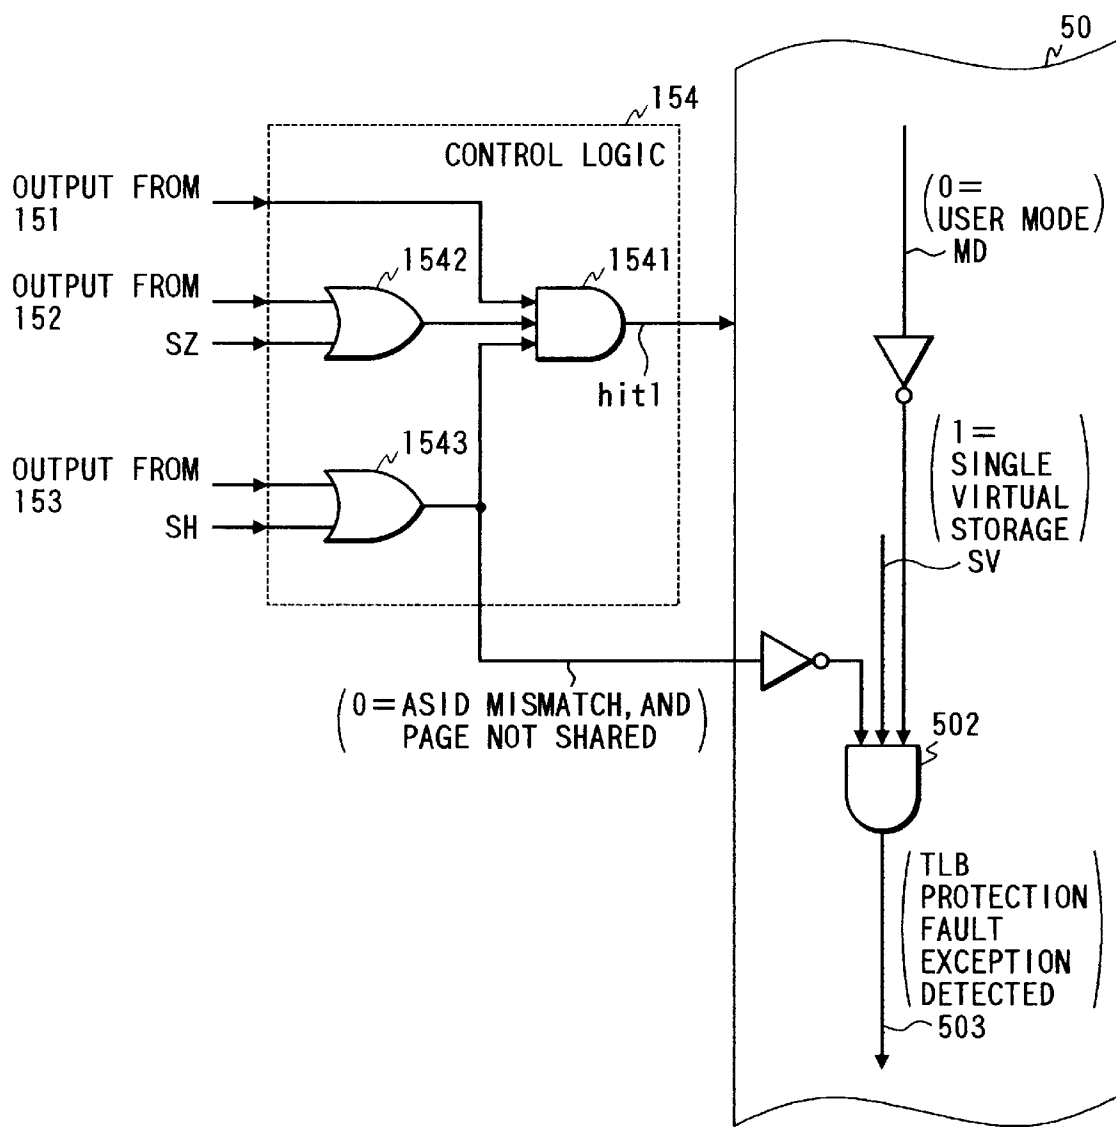 50
154
CONTROL LOGIC
OUTPUT FROM
151
1542
1541
OUTPUT FROM
152
SZ
hit1
1543
OUTPUT FROM
153
SH
(0=
USER MODE)
MD
(1=
SINGLE
VIRTUAL
STORAGE)
SV
(0=ASID MISMATCH, AND
PAGE NOT SHARED)
502
(TLB
PROTECTION
FAULT
EXCEPTION
DETECTED)
503